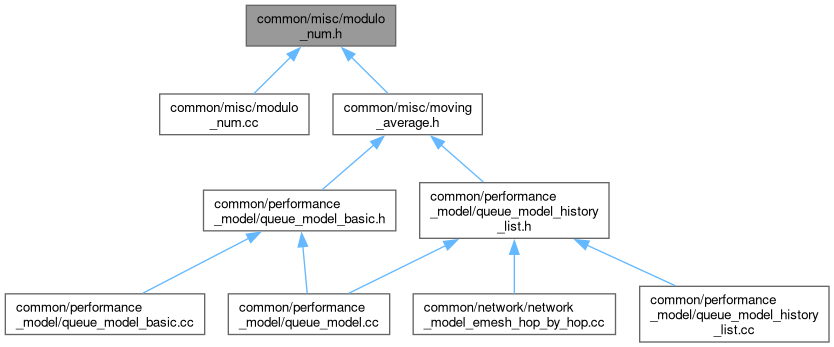 common/misc/modulo
_num.h
common/misc/modulo
_num.cc
common/misc/moving
_average.h
common/performance
_model/queue_model_basic.h
common/performance
_model/queue_model_history
_list.h
common/performance
_model/queue_model_basic.cc
common/performance
_model/queue_model.cc
common/network/network
_model_emesh_hop_by_hop.cc
common/performance
_model/queue_model_history
_list.cc